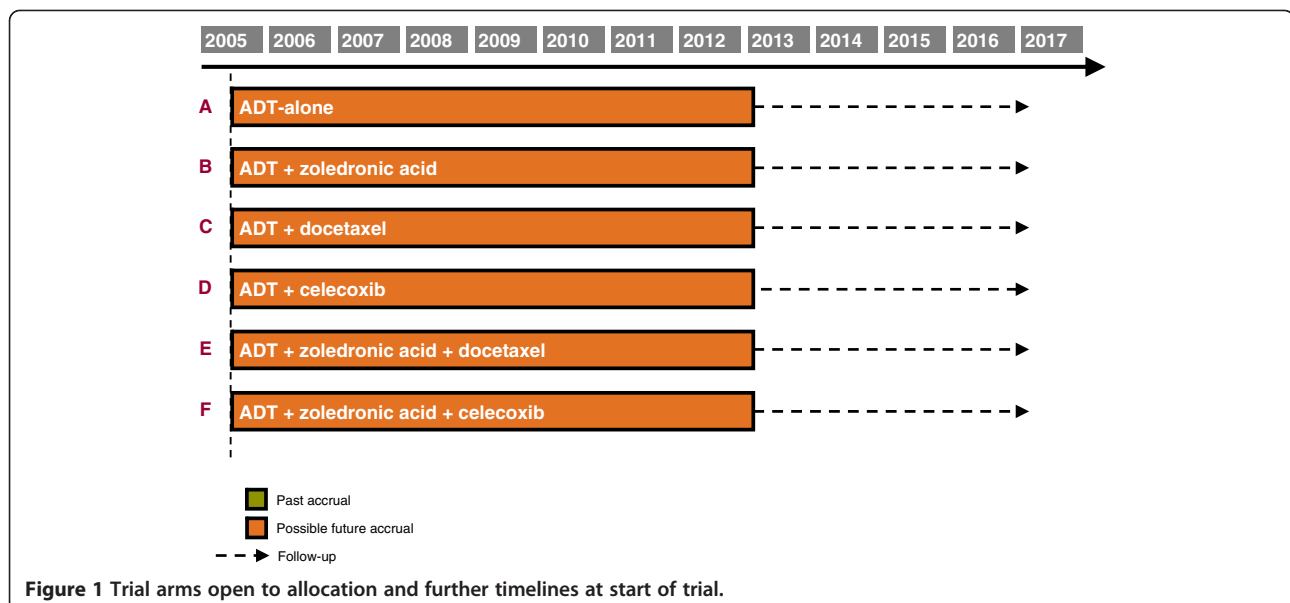 2005 2006 2007 2008 2009 2010 2011 2012 2013 2014 2015 2016 2017
A ADT-alone
B ADT + zoledronic acid
C ADT + docetaxel
D ADT + celecoxib
E ADT + zoledronic acid + docetaxel
F ADT + zoledronic acid + celecoxib
Past accrual
Possible future accrual
Follow-up
Figure 1 Trial arms open to allocation and further timelines at start of trial.